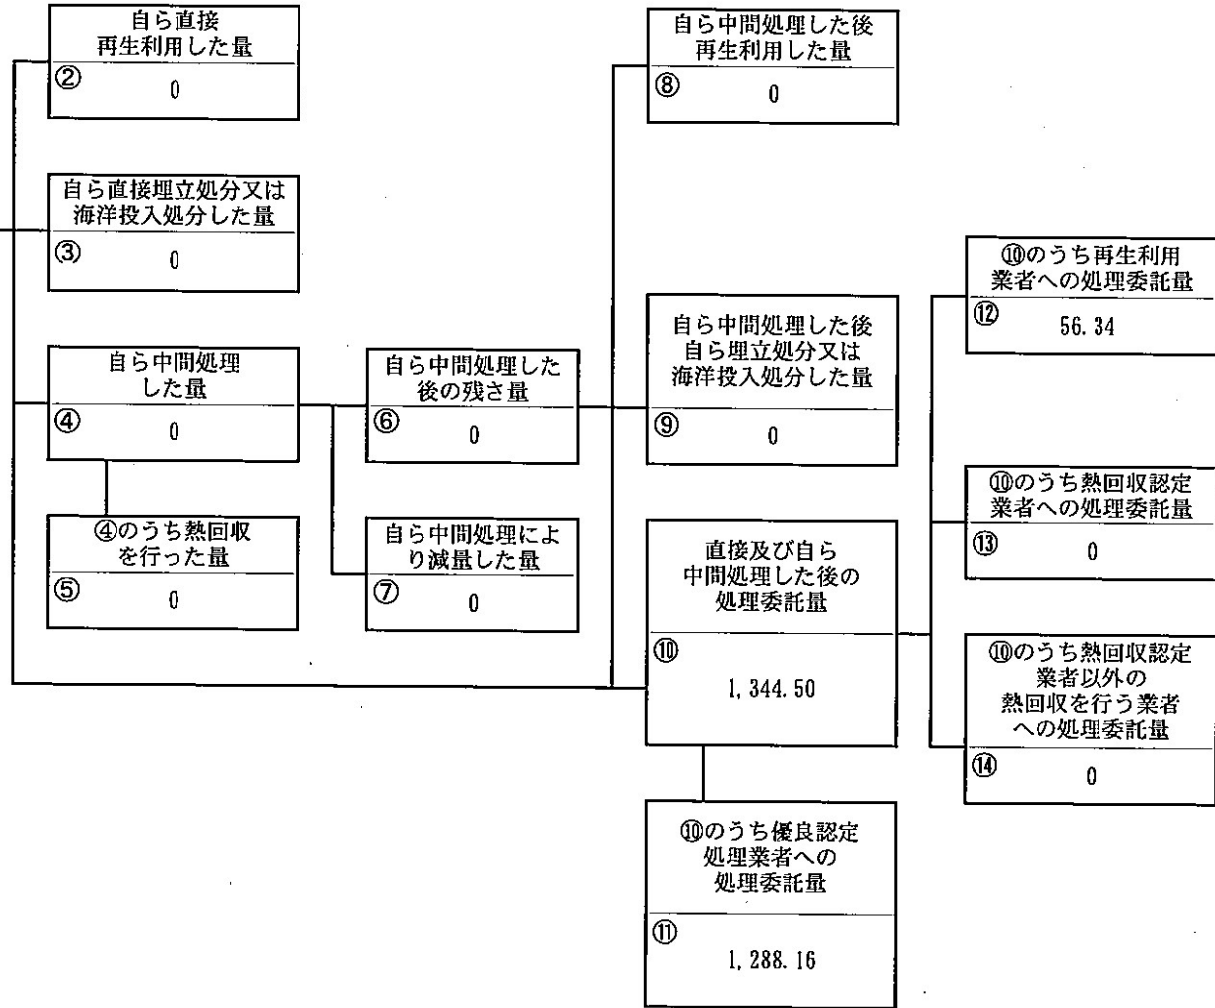 自ら直接
再生利用した量
②
0
自ら直接埋立処分又は
海洋投入処分した量
③
0
自ら中間処理
した量
④
0
④のうち熱回収
を行った量
⑤
0
自ら中間処理した
後の残さ量
⑥
0
自ら中間処理によ
り減量した量
⑦
0
自ら中間処理した後
再生利用した量
⑧
0
自ら中間処理した後
自ら埋立処分又は
海洋投入処分した量
⑨
0
直接及び自ら
中間処理した後の
処理委託量
⑩
1,344.50
⑩のうち優良認定
処理業者への
処理委託量
⑪
1,288.16
⑩のうち再生利用
業者への処理委託量
⑫
56.34
⑩のうち熱回収認定
業者への処理委託量
⑬
0
⑩のうち熱回収認定
業者以外の
熱回収を行う業者
への処理委託量
⑭
0